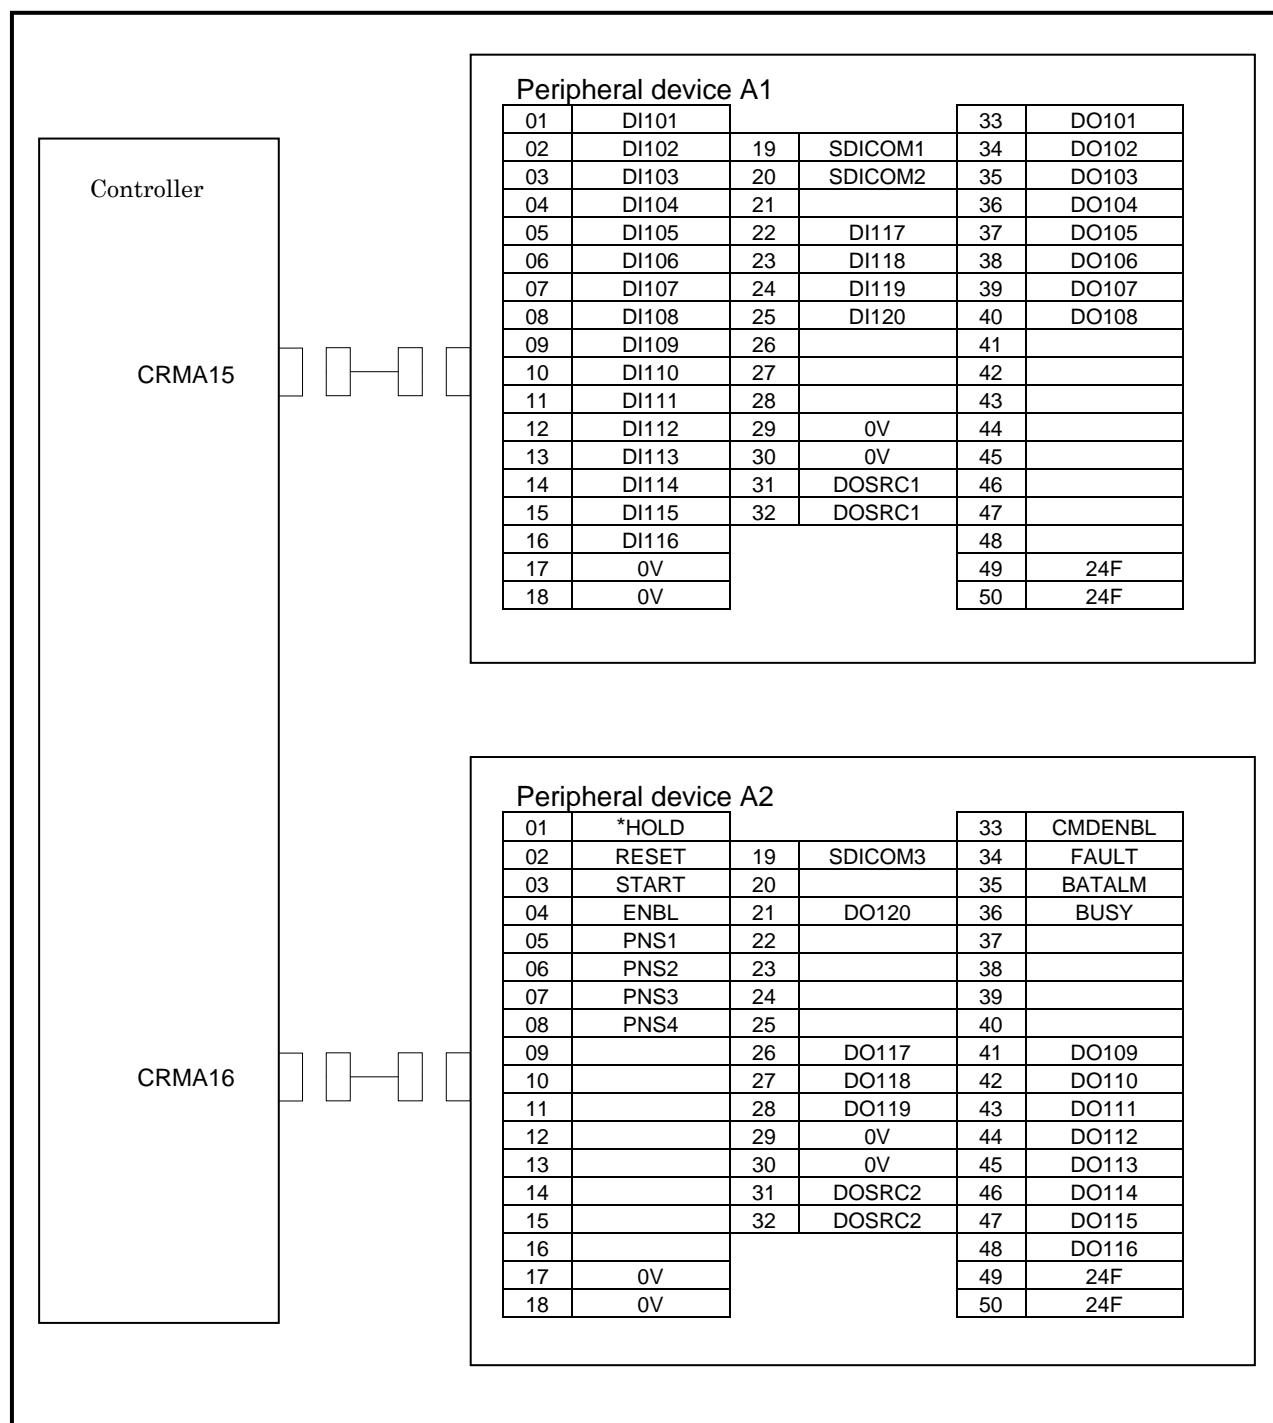 Peripheral device A1
01 DI101 33 DO101
02 DI102 19 SDICOM1 34 DO102
03 DI103 20 SDICOM2 35 DO103
Controller
04 DI104 21 36 DO104
05 DI105 22 DI117 37 DO105
06 DI106 23 DI118 38 DO106
07 DI107 24 DI119 39 DO107
08 DI108 25 DI120 40 DO108
09 DI109 26 41
CRMA15
10 DI110 27 42
11 DI111 28 43
12 DI112 29 0V 44
13 DI113 30 0V 45
14 DI114 31 DOSRC1 46
15 DI115 32 DOSRC1 47
16 DI116 48
17 0V 49 24F
18 0V 50 24F
Peripheral device A2
01 *HOLD 33 CMDENBL
02 RESET 19 SDICOM3 34 FAULT
03 START 20 35 BATALM
04 ENBL 21 DO120 36 BUSY
05 PNS1 22 37
06 PNS2 23 38
07 PNS3 24 39
08 PNS4 25 40
09 26 DO117 41 DO109
CRMA16
10 27 DO118 42 DO110
11 28 DO119 43 DO111
12 29 0V 44 DO112
13 30 0V 45 DO113
14 31 DOSRC2 46 DO114
15 32 DOSRC2 47 DO115
16 48 DO116
17 0V 49 24F
18 0V 50 24F